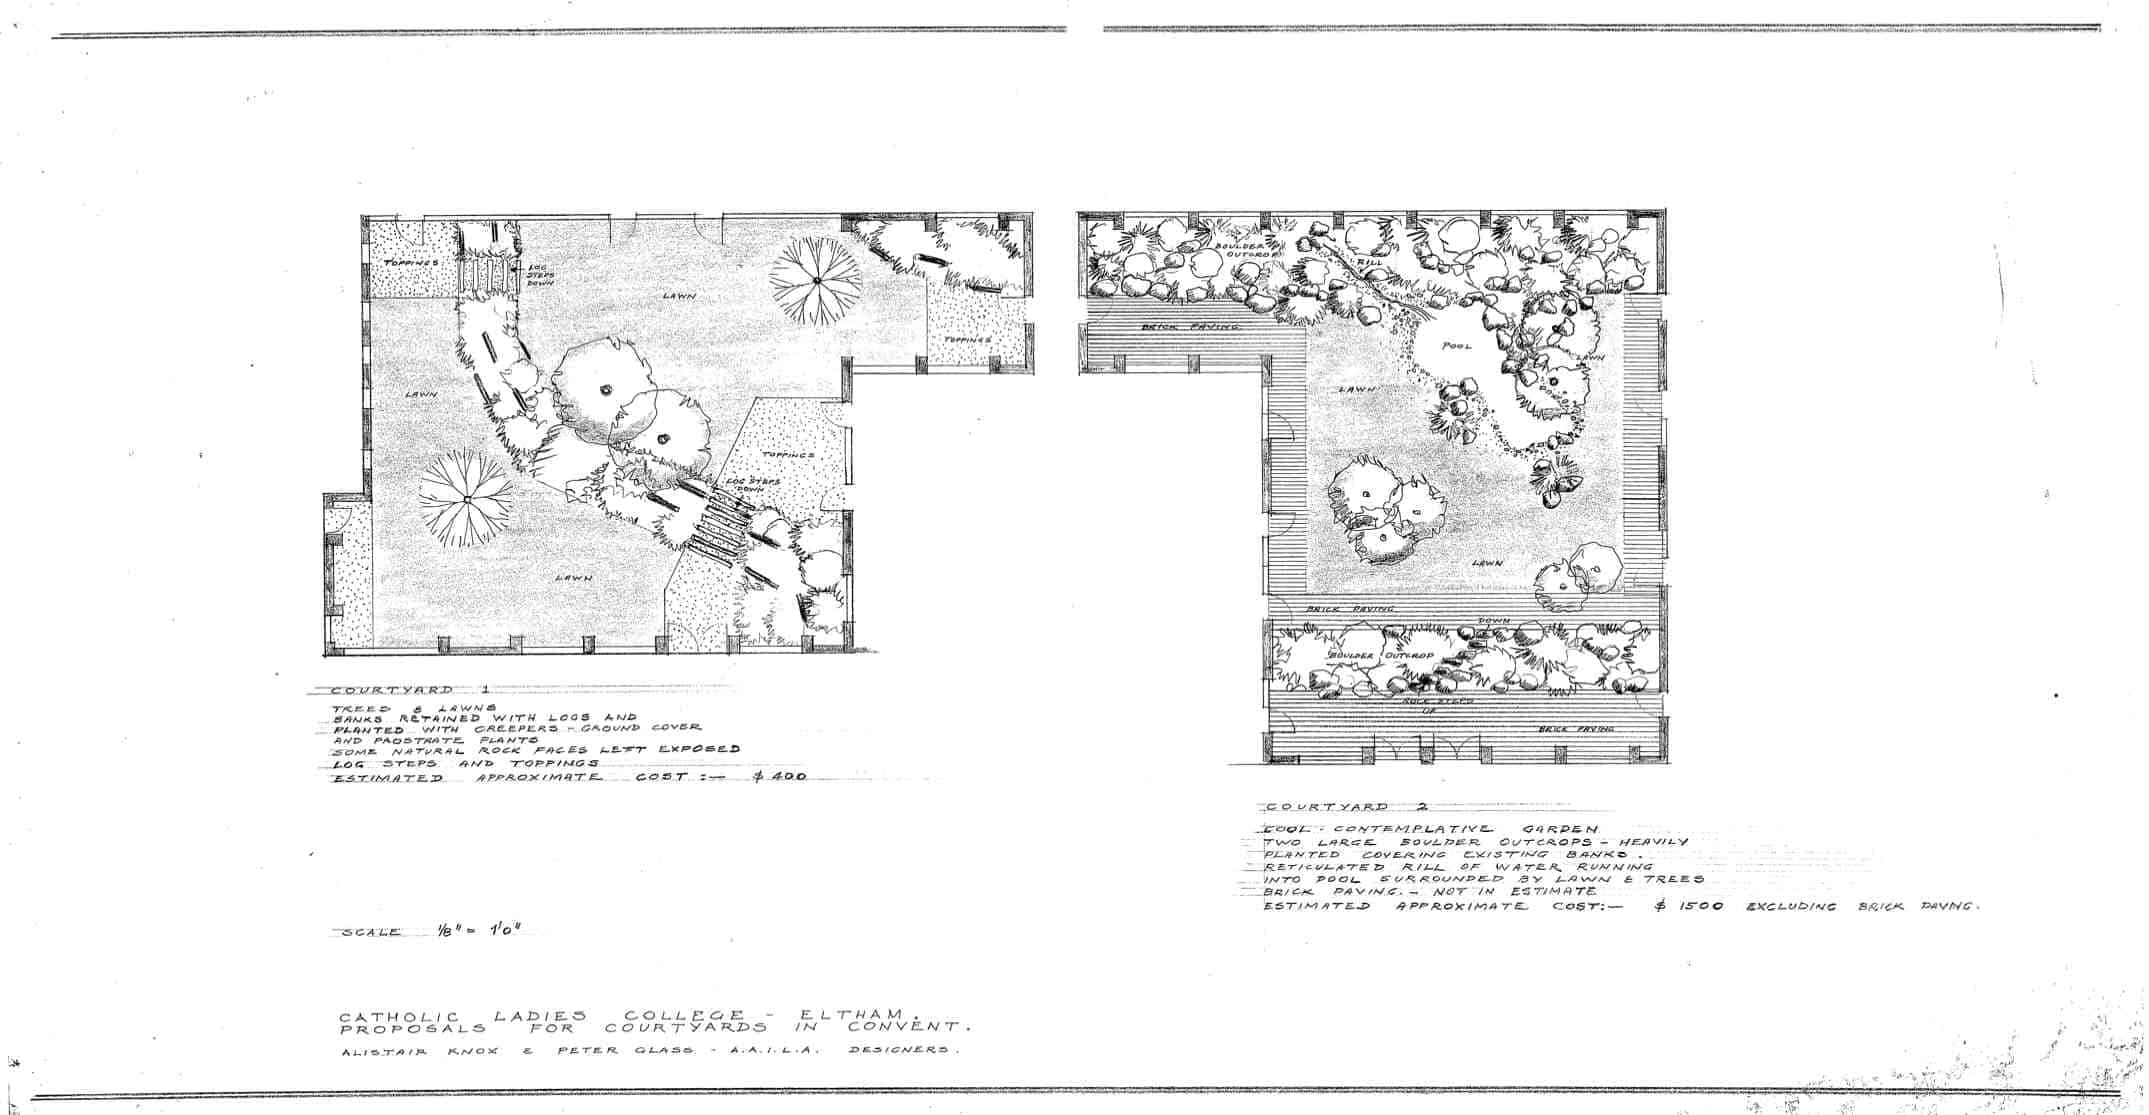 TOPPINGS
LOG
STEPS
DOWN
LAWN
TOPPINGS
LAWN
TOPPINGS
LOG STEPS
DOWN
LAWN
BOULDER
OUTCROP
RILL
BRICK PAVING
POOL
LAWN
LAWN
LAWN
BRICK PAVING
DOWN
BOULDER OUTCROP
ROCK STEPS
UP
BRICK PAVING
COURTYARD 1
TREED & LAWNS
BANKS RETAINED WITH LOGS AND
PLANTED WITH CREEPERS - GROUND COVER
AND PROSTRATE PLANTS
SOME NATURAL ROCK FACES LEFT EXPOSED
LOG STEPS AND TOPPINGS
ESTIMATED APPROXIMATE COST :— $ 400
COURTYARD 2
COOL - CONTEMPLATIVE GARDEN
TWO LARGE BOULDER OUTCROPS - HEAVILY
PLANTED COVERING EXISTING BANKS.
RETICULATED RILL OF WATER RUNNING
INTO POOL SURROUNDED BY LAWN & TREES
BRICK PAVING. - NOT IN ESTIMATE
ESTIMATED APPROXIMATE COST:— $ 1500 EXCLUDING BRICK PAVNG.
SCALE 1/8" = 1'0"
CATHOLIC LADIES COLLEGE - ELTHAM.
PROPOSALS FOR COURTYARDS IN CONVENT.
ALISTAIR KNOX & PETER GLASS - A.A.I.L.A. DESIGNERS.